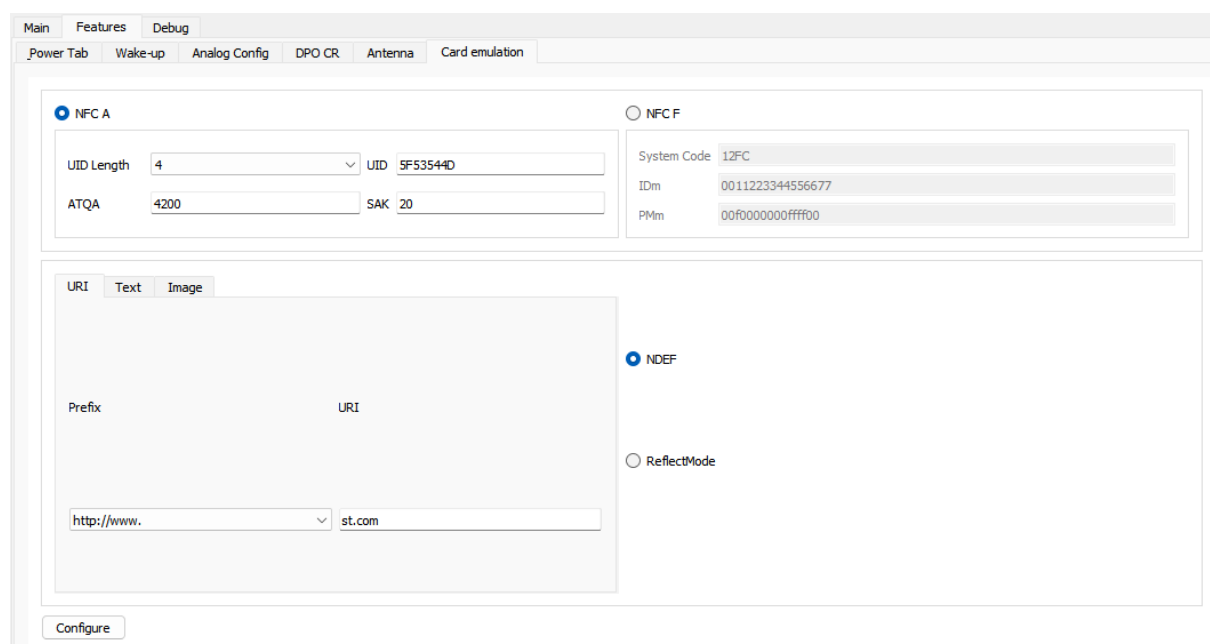 Main Features Debug
Power Tab Wake-up Analog Config DPO CR Antenna Card emulation
NFC A NFC F
UID Length 4 UID 5F53544D
ATQA 4200 SAK 20
System Code 12FC
IDm 0011223344556677
PMm 00f0000000ffff00
URI Text Image
NDEF
Prefix URI
ReflectMode
http://www. st.com
Configure